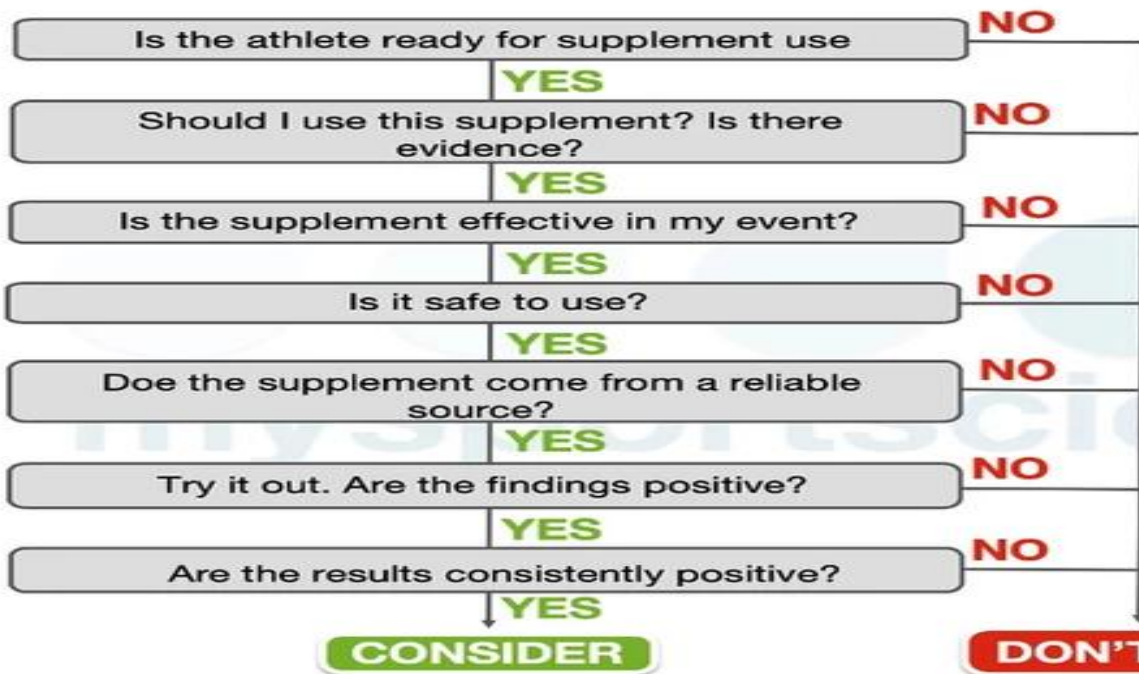 Is the athlete ready for supplement use
NO
YES
Should I use this supplement? Is there
evidence?
NO
YES
Is the supplement effective in my event?
NO
YES
Is it safe to use?
NO
YES
Doe the supplement come from a reliable
source?
NO
YES
Try it out. Are the findings positive?
NO
YES
Are the results consistently positive?
NO
YES
CONSIDER
DON'T
mysportscie